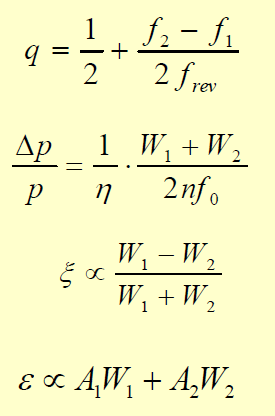 q = 1/2 + (f₂ − f₁)/(2 f_rev)
Δp/p = 1/η · (W₁ + W₂)/(2nf₀)
ξ ∝ (W₁ − W₂)/(W₁ + W₂)
ε ∝ A₁W₁ + A₂W₂